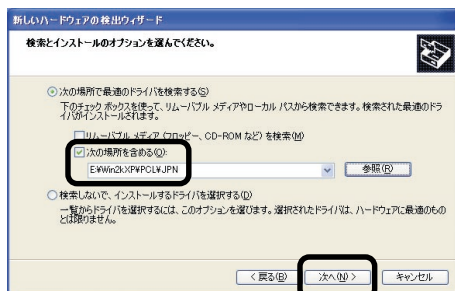 新しいハードウェアの検出ウィザード
検索とインストールのオプションを選んでください。
次の場所で最適のドライバを検索する(S)
下のチェック ボックスを使って、リムーバブル メディアやローカル パスから検索できます。検索された最適のドラ
イバがインストールされます。
リムーバブル メディア (フロッピー、CD-ROM など) を検索(M)
次の場所を含める(O):
E:¥Win2kXP¥PCL¥JPN
参照(R)
検索しないで、インストールするドライバを選択する(D)
一覧からドライバを選択するには、このオプションを選びます。選択されたドライバは、ハードウェアに最適のもの
とは限りません。
< 戻る(B)
次へ(N) >
キャンセル